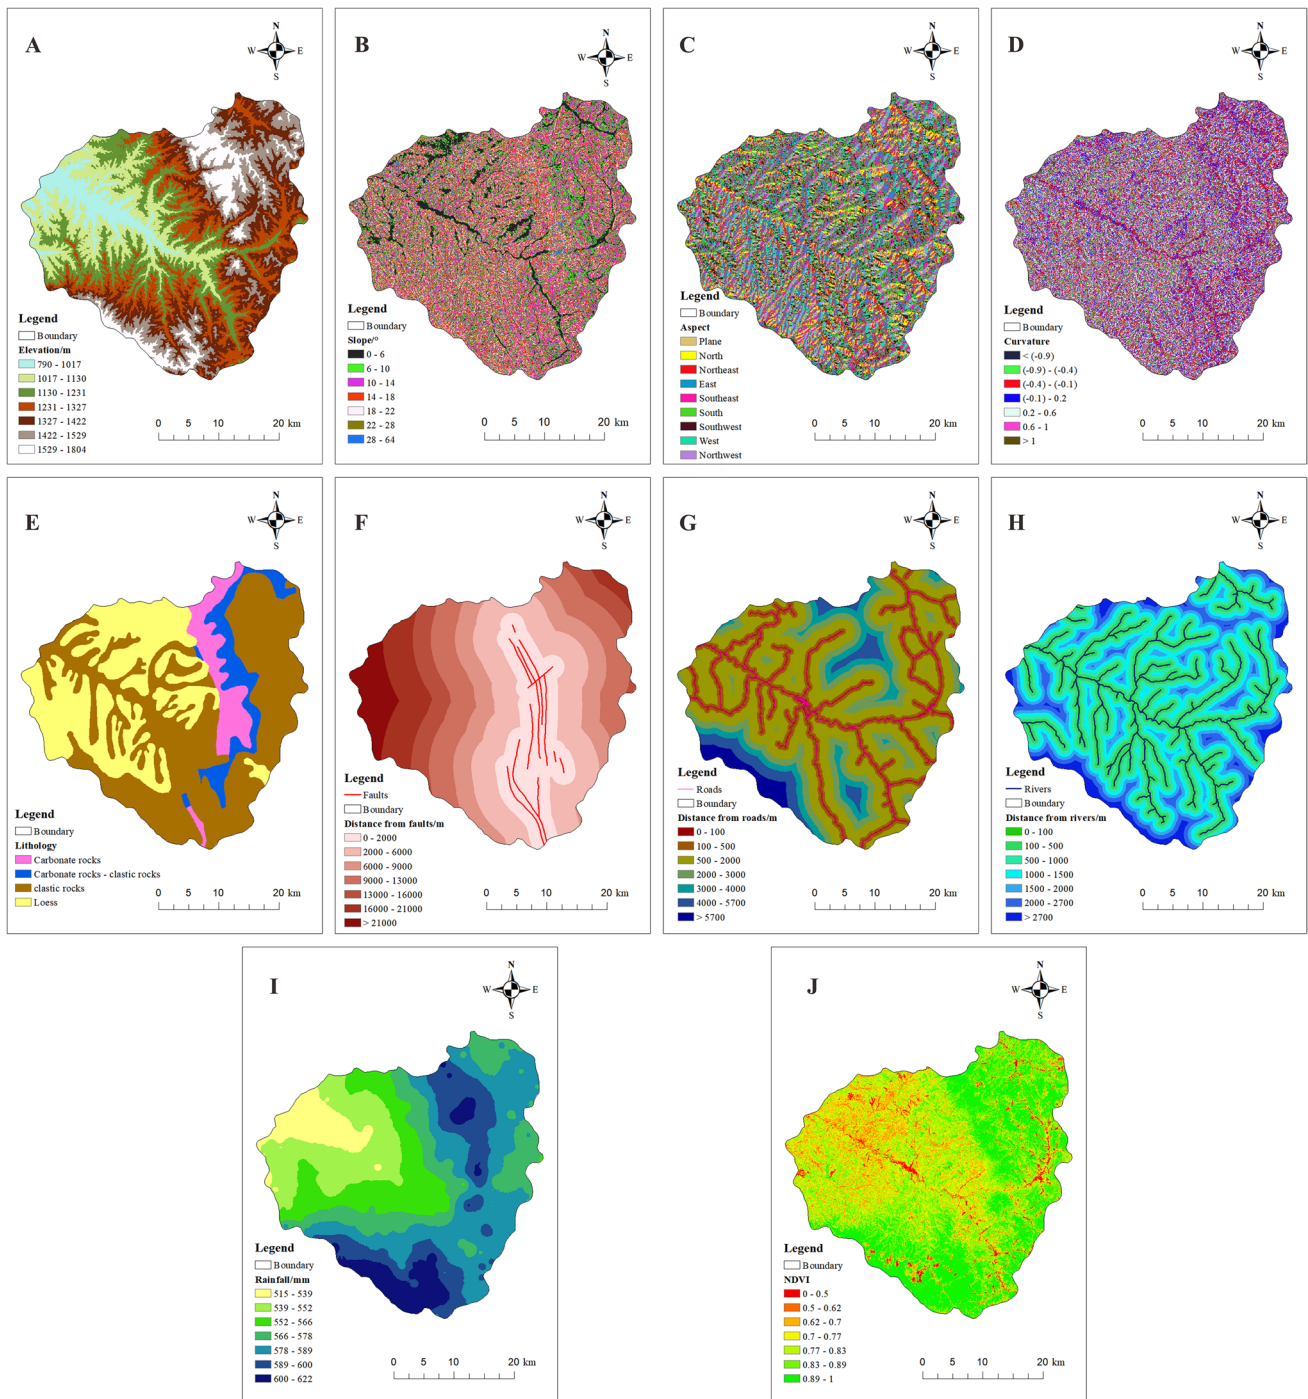 A
N
W E
S
Legend
Boundary
Elevation/m
790 - 1017
1017 - 1130
1130 - 1231
1231 - 1327
1327 - 1422
1422 - 1529
1529 - 1804
0 5 10 20 km
B
N
W E
S
Legend
Boundary
Slope/°
0 - 6
6 - 10
10 - 14
14 - 18
18 - 22
22 - 28
28 - 64
0 5 10 20 km
C
N
W E
S
Legend
Boundary
Aspect
Plane
North
Northeast
East
Southeast
South
Southwest
West
Northwest
0 5 10 20 km
D
N
W E
S
Legend
Boundary
Curvature
< (-0.9)
(-0.9) - (-0.4)
(-0.4) - (-0.1)
(-0.1) - 0.2
0.2 - 0.6
0.6 - 1
> 1
0 5 10 20 km
E
N
W E
S
Legend
Boundary
Lithology
Carbonate rocks
Carbonate rocks - clastic rocks
clastic rocks
Loess
0 5 10 20 km
F
N
W E
S
Legend
Faults
Boundary
Distance from faults/m
0 - 2000
2000 - 6000
6000 - 9000
9000 - 13000
13000 - 16000
16000 - 21000
> 21000
0 5 10 20 km
G
N
W E
S
Legend
Roads
Boundary
Distance from roads/m
0 - 100
100 - 500
500 - 2000
2000 - 3000
3000 - 4000
4000 - 5700
> 5700
0 5 10 20 km
H
N
W E
S
Legend
Rivers
Boundary
Distance from rivers/m
0 - 100
100 - 500
500 - 1000
1000 - 1500
1500 - 2000
2000 - 2700
> 2700
0 5 10 20 km
I
N
W E
S
Legend
Boundary
Rainfall/mm
515 - 539
539 - 552
552 - 566
566 - 578
578 - 589
589 - 600
600 - 622
0 5 10 20 km
J
N
W E
S
Legend
Boundary
NDVI
0 - 0.5
0.5 - 0.62
0.62 - 0.7
0.7 - 0.77
0.77 - 0.83
0.83 - 0.89
0.89 - 1
0 5 10 20 km